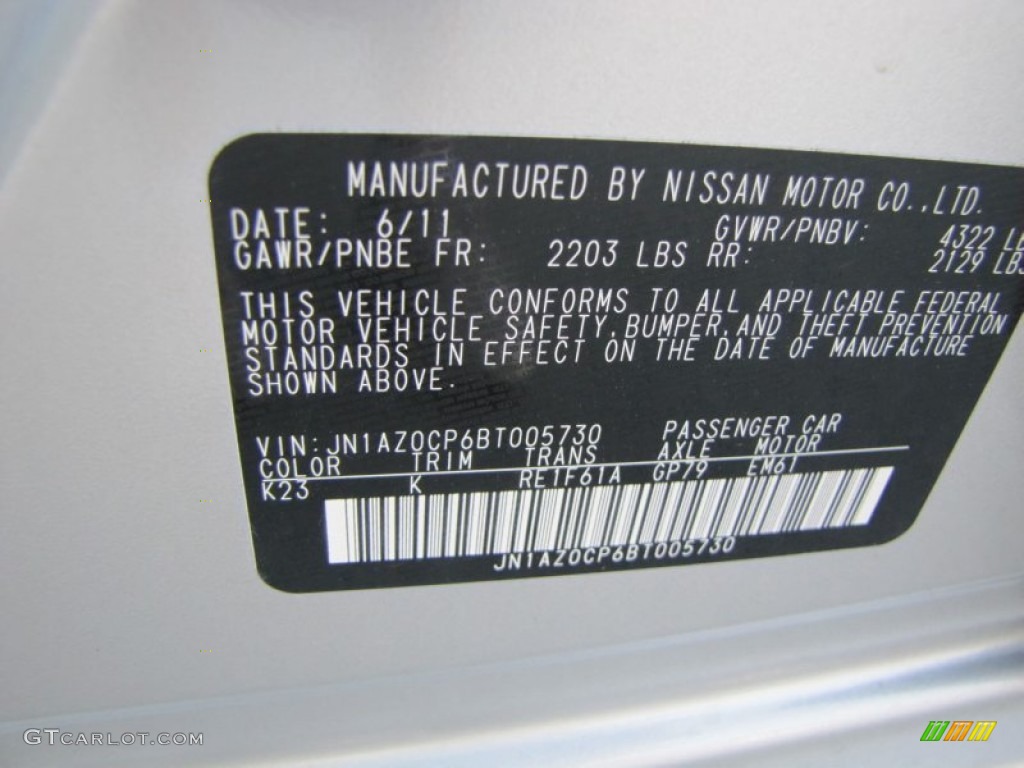 MANUFACTURED BY NISSAN MOTOR CO.,LTD.
DATE: 6/11 GVWR/PNBV: 4322
GAWR/PNBE FR: 2203 LBS RR: 2129 LBS
THIS VEHICLE CONFORMS TO ALL APPLICABLE FEDERAL
MOTOR VEHICLE SAFETY,BUMPER,AND THEFT PREVENTION
STANDARDS IN EFFECT ON THE DATE OF MANUFACTURE
SHOWN ABOVE.
VIN:JN1AZ0CP6BT005730 PASSENGER CAR
COLOR TRIM TRANS AXLE MOTOR
K23 K RE1F61A GP79 EM61
JN1AZ0CP6BT005730
GTCARLOT.COM